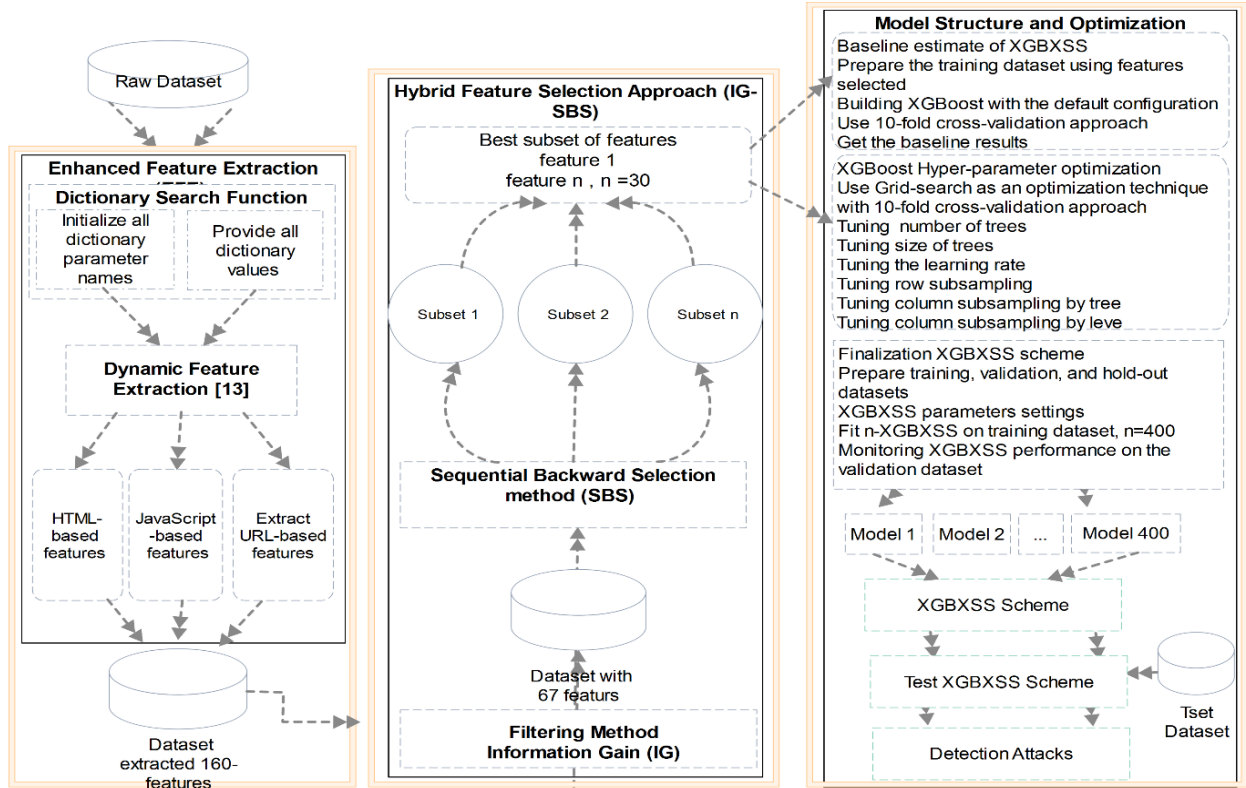 Raw Dataset
Enhanced Feature Extraction
Dictionary Search Function
Initialize all
dictionary
parameter
names
Provide all
dictionary
values
Dynamic Feature
Extraction [13]
HTML-
based
features
JavaScript
-based
features
Extract
URL-based
features
Dataset
extracted 160-
features
Hybrid Feature Selection Approach (IG-
SBS)
Best subset of features
feature 1
feature n , n =30
Subset 1
Subset 2
Subset n
Sequential Backward Selection
method (SBS)
Dataset with
67 featurs
Filtering Method
Information Gain (IG)
Model Structure and Optimization
Baseline estimate of XGBXSS
Prepare the training dataset using features
selected
Building XGBoost with the default configuration
Use 10-fold cross-validation approach
Get the baseline results
XGBoost Hyper-parameter optimization
Use Grid-search as an optimization technique
with 10-fold cross-validation approach
Tuning number of trees
Tuning size of trees
Tuning the learning rate
Tuning row subsampling
Tuning column subsampling by tree
Tuning column subsampling by leve
Finalization XGBXSS scheme
Prepare training, validation, and hold-out
datasets
XGBXSS parameters settings
Fit n-XGBXSS on training dataset, n=400
Monitoring XGBXSS performance on the
validation dataset
Model 1
Model 2
...
Model 400
XGBXSS Scheme
Test XGBXSS Scheme
Tset
Dataset
Detection Attacks